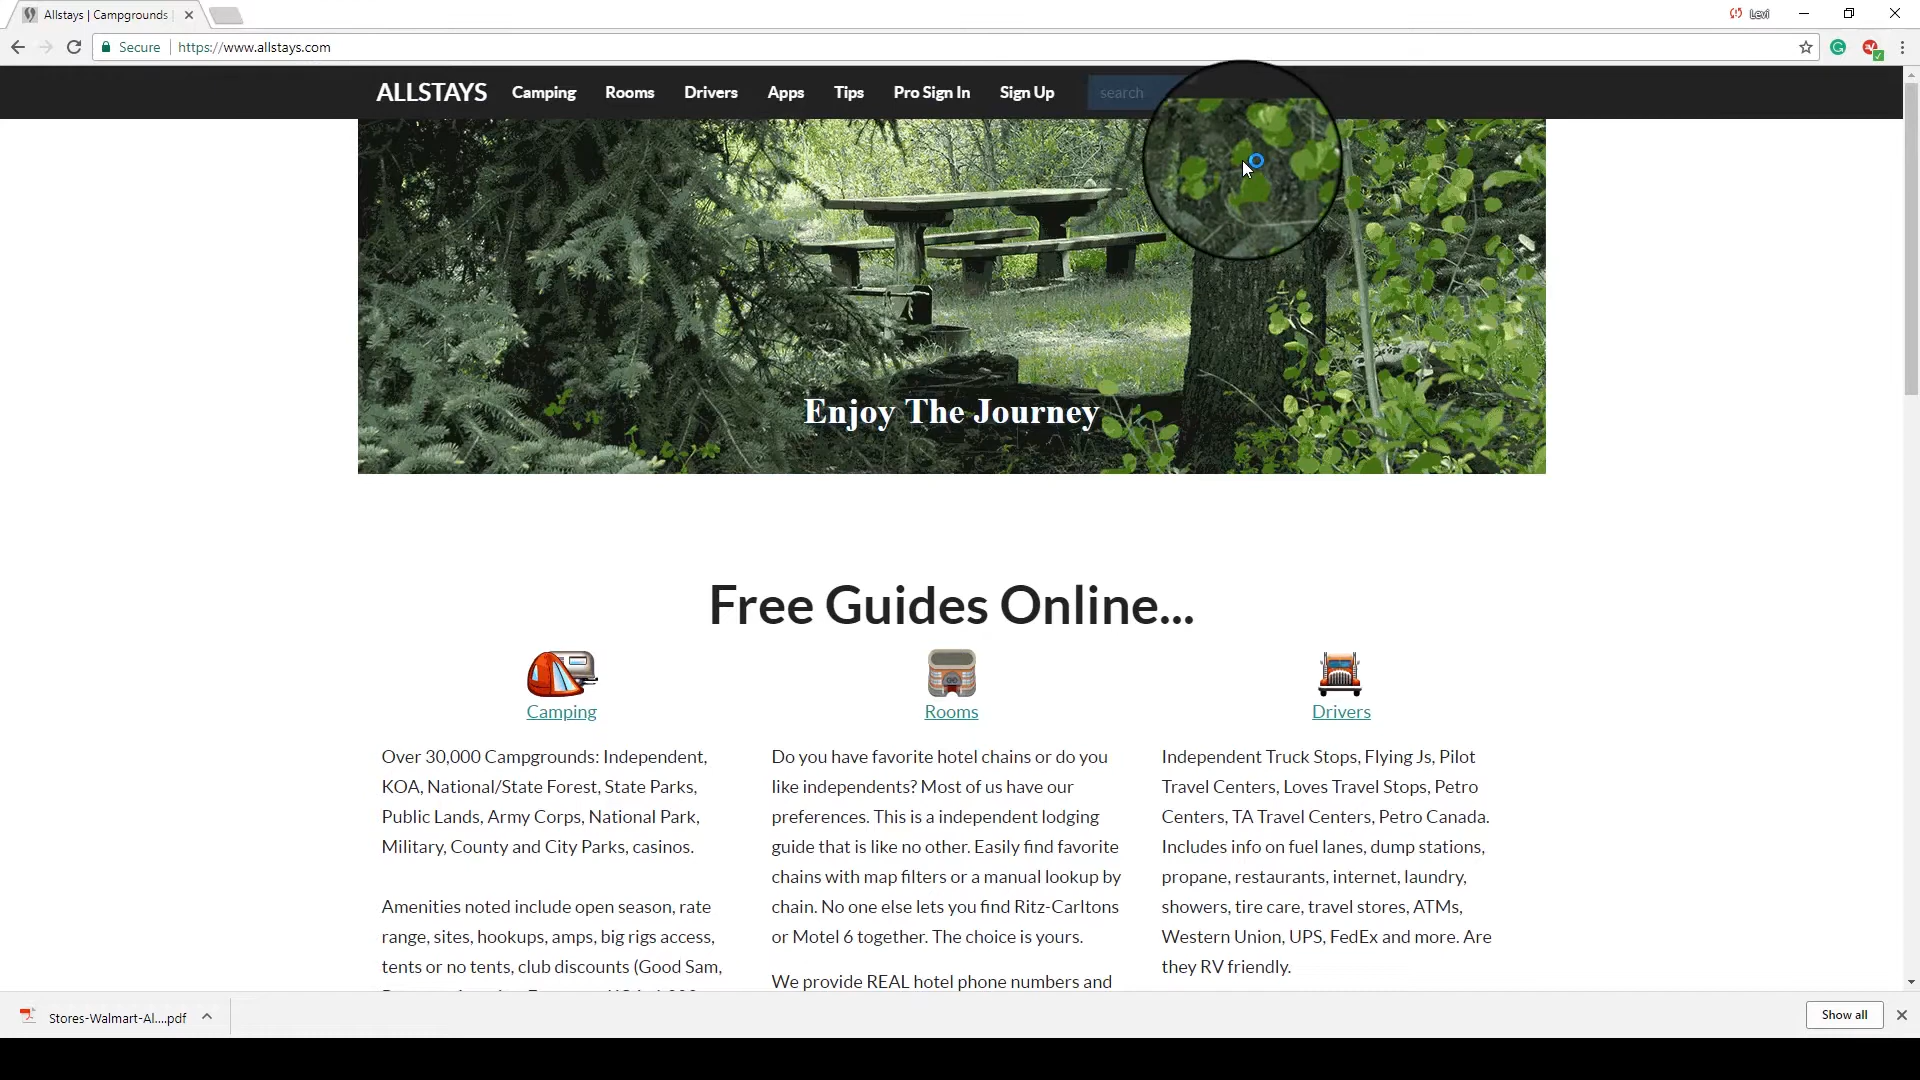 Allstays | Campgrounds
Levi
Secure https://www.allstays.com
ALLSTAYS Camping Rooms Drivers Apps Tips Pro Sign In Sign Up search
Enjoy The Journey
Free Guides Online...
Camping
Over 30,000 Campgrounds: Independent,
KOA, National/State Forest, State Parks,
Public Lands, Army Corps, National Park,
Military, County and City Parks, casinos.
Amenities noted include open season, rate
range, sites, hookups, amps, big rigs access,
tents or no tents, club discounts (Good Sam,
Rooms
Do you have favorite hotel chains or do you
like independents? Most of us have our
preferences. This is a independent lodging
guide that is like no other. Easily find favorite
chains with map filters or a manual lookup by
chain. No one else lets you find Ritz-Carltons
or Motel 6 together. The choice is yours.
We provide REAL hotel phone numbers and
Drivers
Independent Truck Stops, Flying Js, Pilot
Travel Centers, Loves Travel Stops, Petro
Centers, TA Travel Centers, Petro Canada.
Includes info on fuel lanes, dump stations,
propane, restaurants, internet, laundry,
showers, tire care, travel stores, ATMs,
Western Union, UPS, FedEx and more. Are
they RV friendly.
Stores-Walmart-Al....pdf
Show all